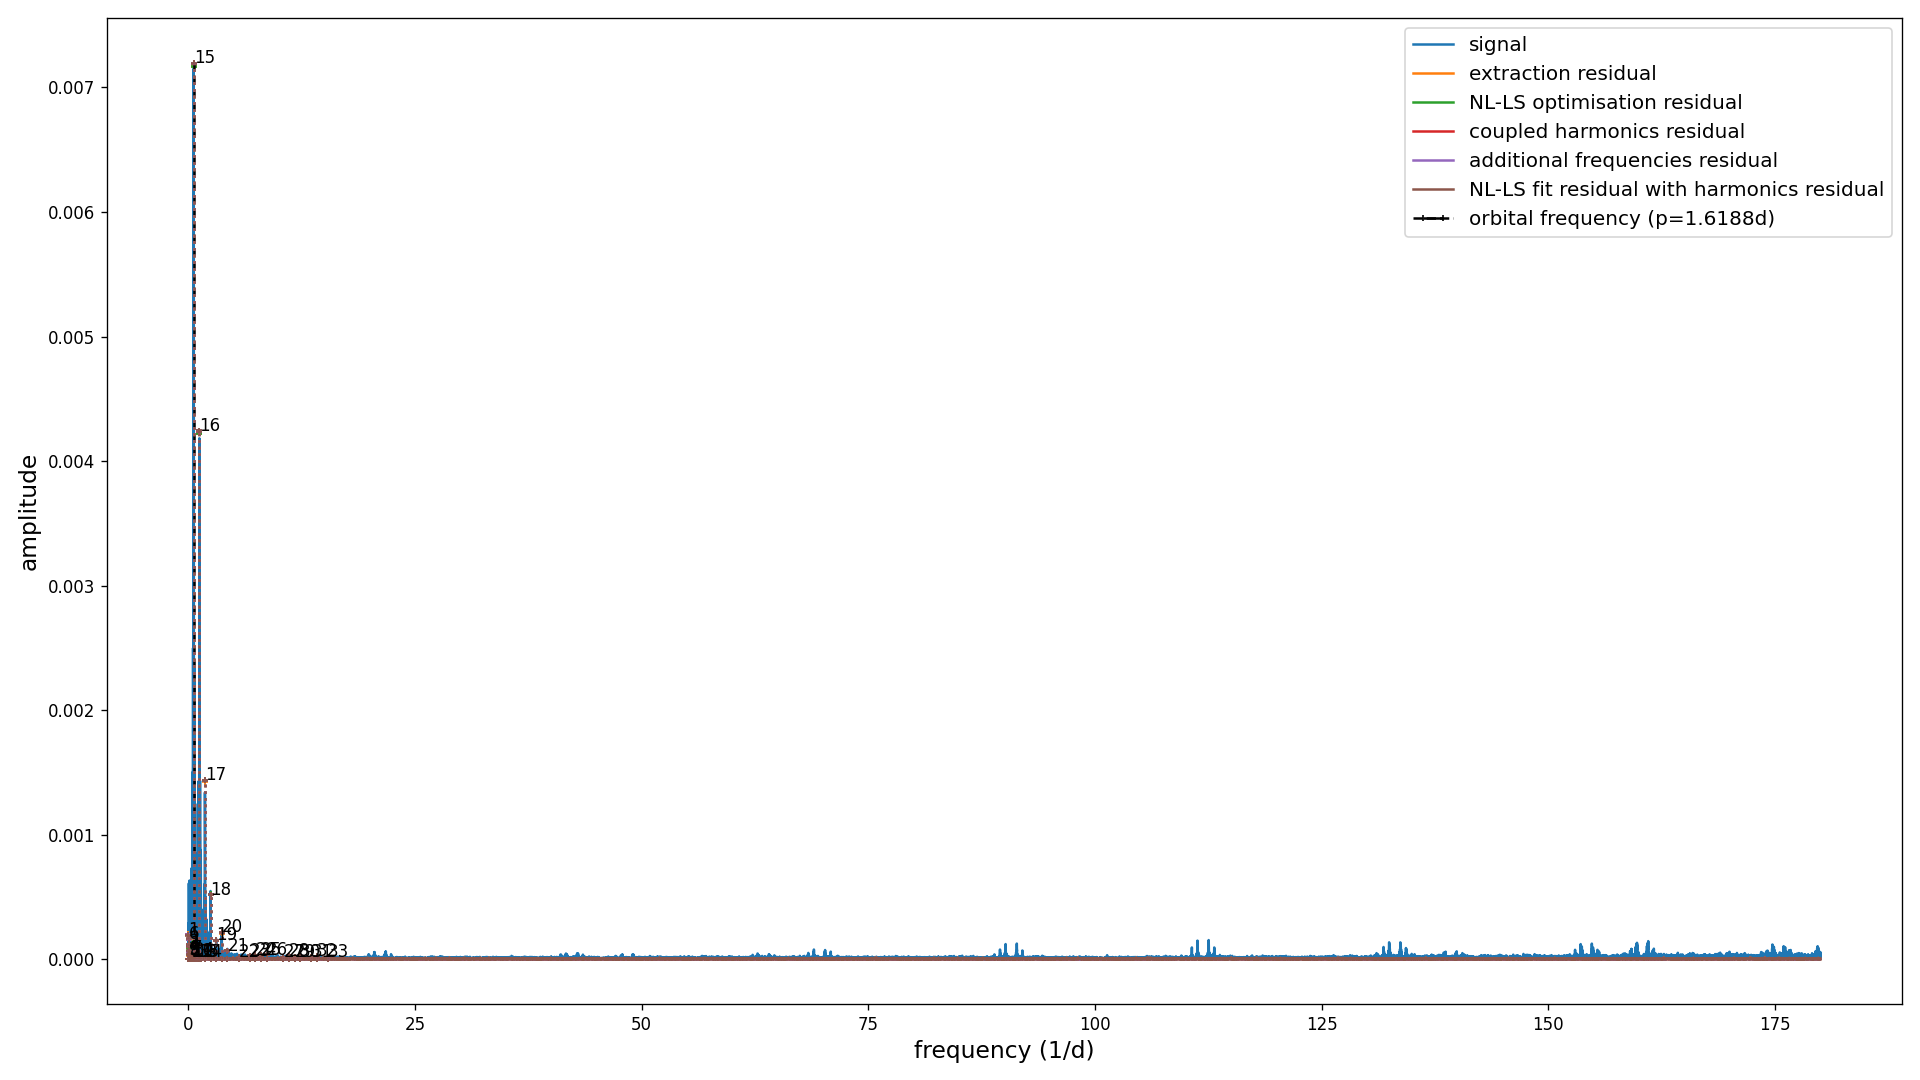 15
16
17
18
20
19
21
signal
extraction residual
NL-LS optimisation residual
coupled harmonics residual
additional frequencies residual
NL-LS fit residual with harmonics residual
orbital frequency (p=1.6188d)
amplitude
0.007
0.006
0.005
0.004
0.003
0.002
0.001
0.000
0
25
50
75
100
125
150
175
frequency (1/d)